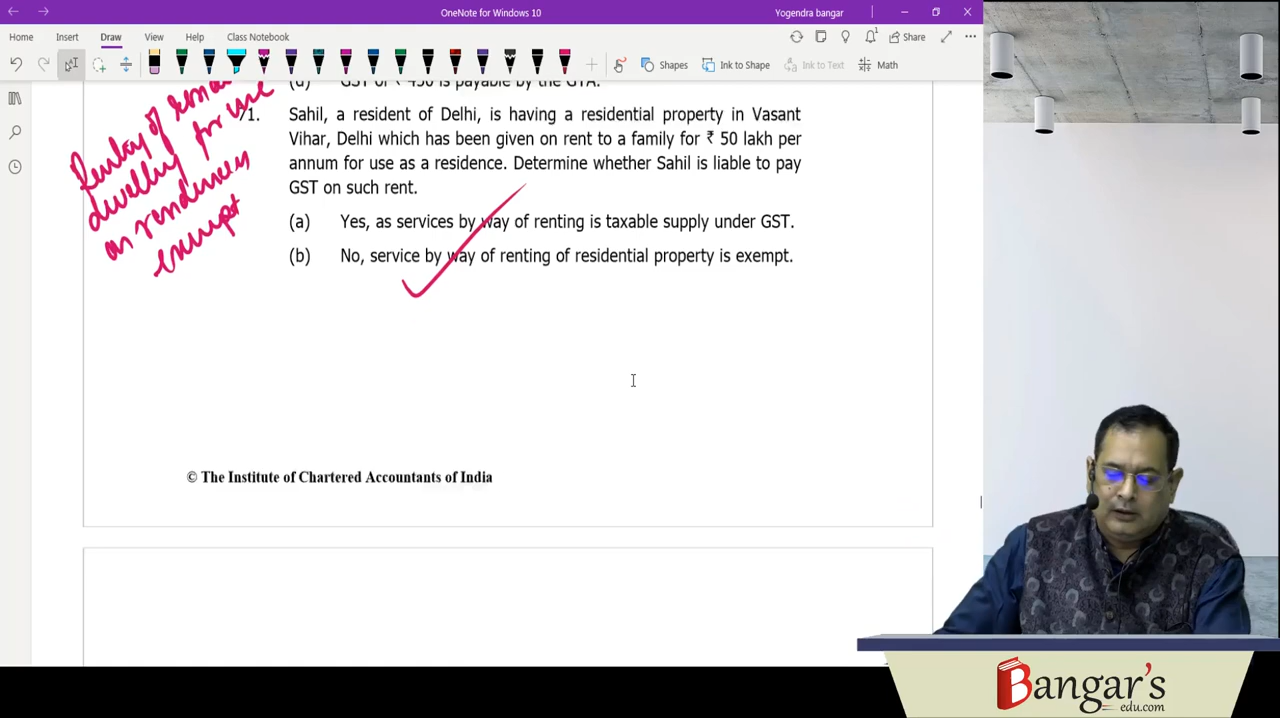 OneNote for Windows 10
Yogendra bangar
Home Insert Draw View Help Class Notebook
Share
Shapes Ink to Shape Ink to Text Math
(d) GST of ₹ 450 is payable by the GTA.
71. Sahil, a resident of Delhi, is having a residential property in Vasant
Vihar, Delhi which has been given on rent to a family for ₹ 50 lakh per
annum for use as a residence. Determine whether Sahil is liable to pay
GST on such rent.
(a) Yes, as services by way of renting is taxable supply under GST.
(b) No, service by way of renting of residential property is exempt.
Renting of
dwelling for use
as residence is
exempt
© The Institute of Chartered Accountants of India
Bangar's
edu.com